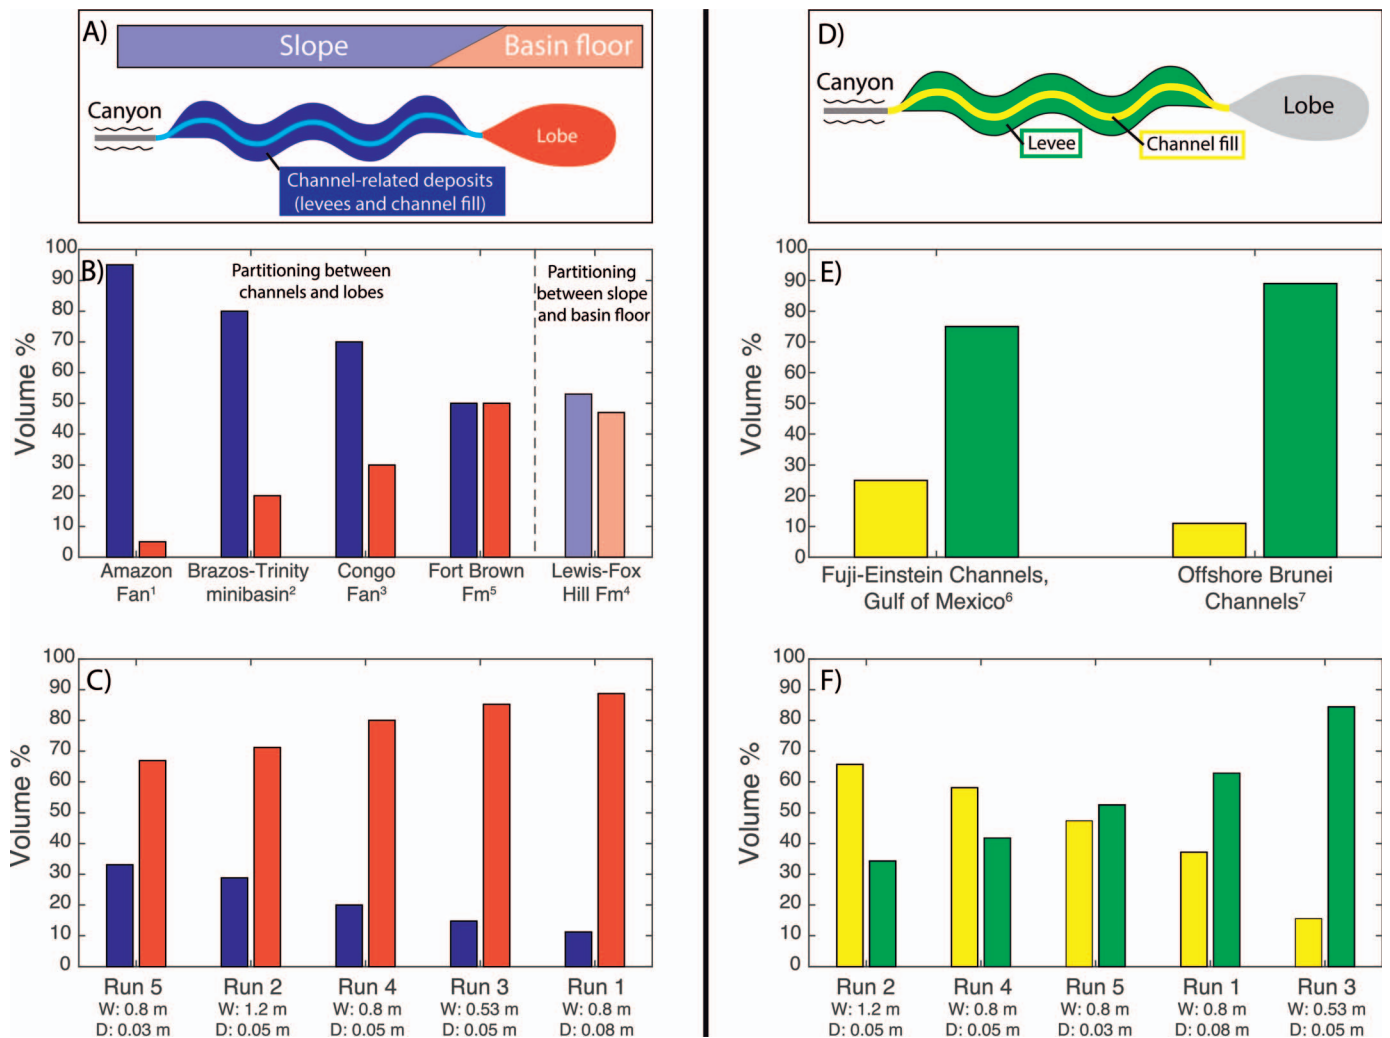 A)
Slope
Basin floor
Canyon
Lobe
Channel-related deposits
(levees and channel fill)
B)
Partitioning between
channels and lobes
Partitioning
between slope
and basin floor
Volume %
100
90
80
70
60
50
40
30
20
10
0
Amazon
Fan¹
Brazos-Trinity
minibasin²
Congo
Fan³
Fort Brown
Fm⁵
Lewis-Fox
Hill Fm⁴
C)
Volume %
100
90
80
70
60
50
40
30
20
10
0
Run 5
W: 0.8 m
D: 0.03 m
Run 2
W: 1.2 m
D: 0.05 m
Run 4
W: 0.8 m
D: 0.05 m
Run 3
W: 0.53 m
D: 0.05 m
Run 1
W: 0.8 m
D: 0.08 m
D)
Canyon
Lobe
Levee
Channel fill
E)
Volume %
100
90
80
70
60
50
40
30
20
10
0
Fuji-Einstein Channels,
Gulf of Mexico⁶
Offshore Brunei
Channels⁷
F)
Volume %
100
90
80
70
60
50
40
30
20
10
0
Run 2
W: 1.2 m
D: 0.05 m
Run 4
W: 0.8 m
D: 0.05 m
Run 5
W: 0.8 m
D: 0.03 m
Run 1
W: 0.8 m
D: 0.08 m
Run 3
W: 0.53 m
D: 0.05 m